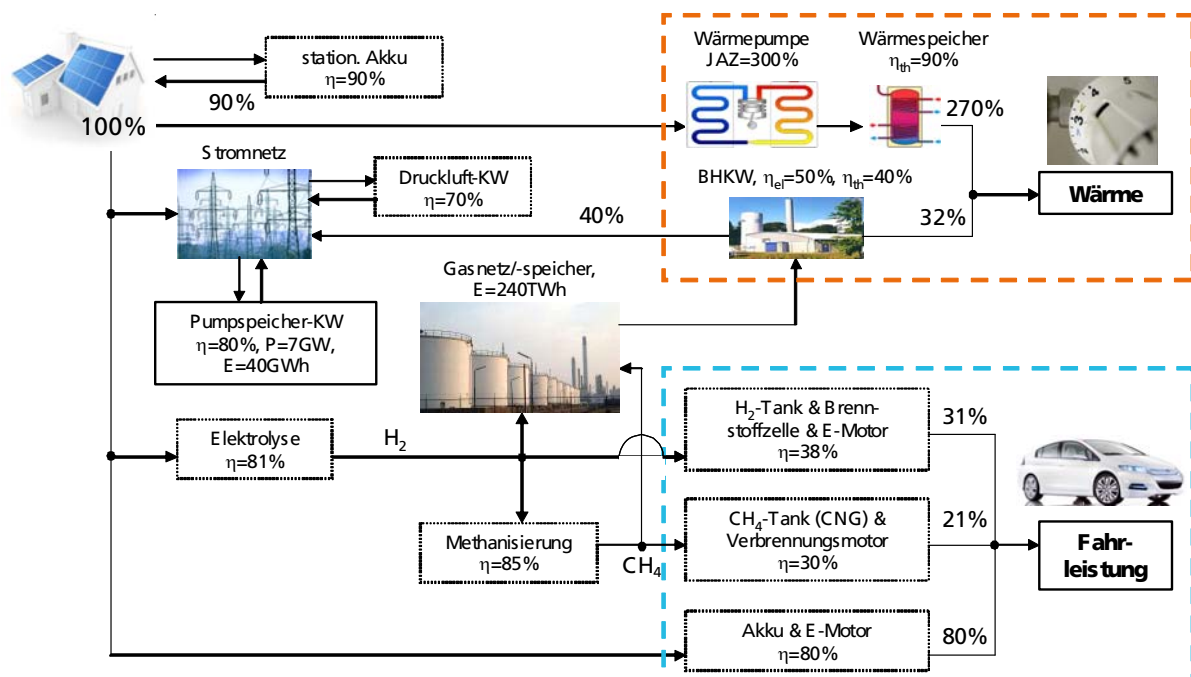 station. Akku
η=90%
90%
100%
Wärmepumpe
JAZ=300%
Wärmespeicher
ηth=90%
270%
Stromnetz
Druckluft-KW
η=70%
BHKW, ηel=50%, ηth=40%
40%
32%
Wärme
Gasnetz/-speicher,
E=240TWh
Pumpspeicher-KW
η=80%, P=7GW,
E=40GWh
Elektrolyse
η=81%
H2
H2-Tank & Brenn-
stoffzelle & E-Motor
η=38%
31%
Methanisierung
η=85%
CH4
CH4-Tank (CNG) &
Verbrennungsmotor
η=30%
21%
Fahr-
leistung
Akku & E-Motor
η=80%
80%